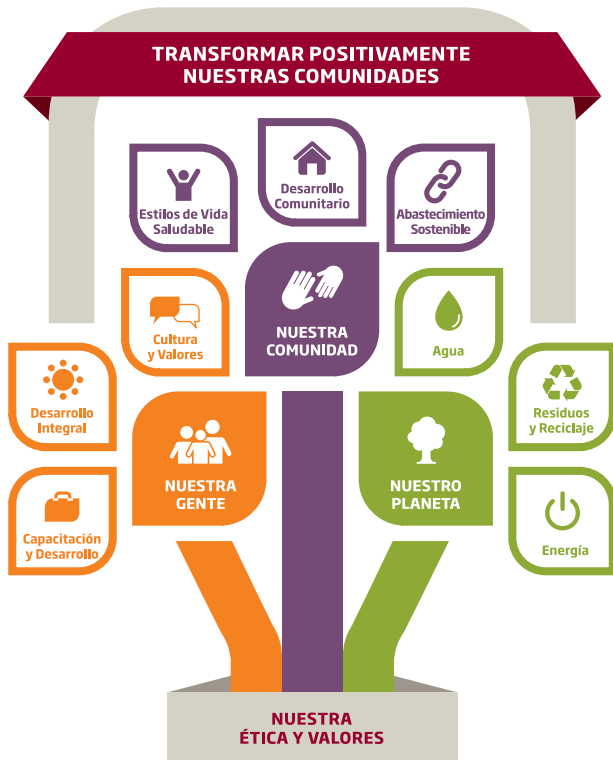 TRANSFORMAR POSITIVAMENTE
NUESTRAS COMUNIDADES
Desarrollo
Comunitario
Estilos de Vida
Saludable
Abastecimiento
Sostenible
NUESTRA
COMUNIDAD
Cultura
y Valores
Agua
Desarrollo
Integral
Residuos
y Reciclaje
NUESTRA
GENTE
NUESTRO
PLANETA
Capacitación
y Desarrollo
Energía
NUESTRA
ÉTICA Y VALORES